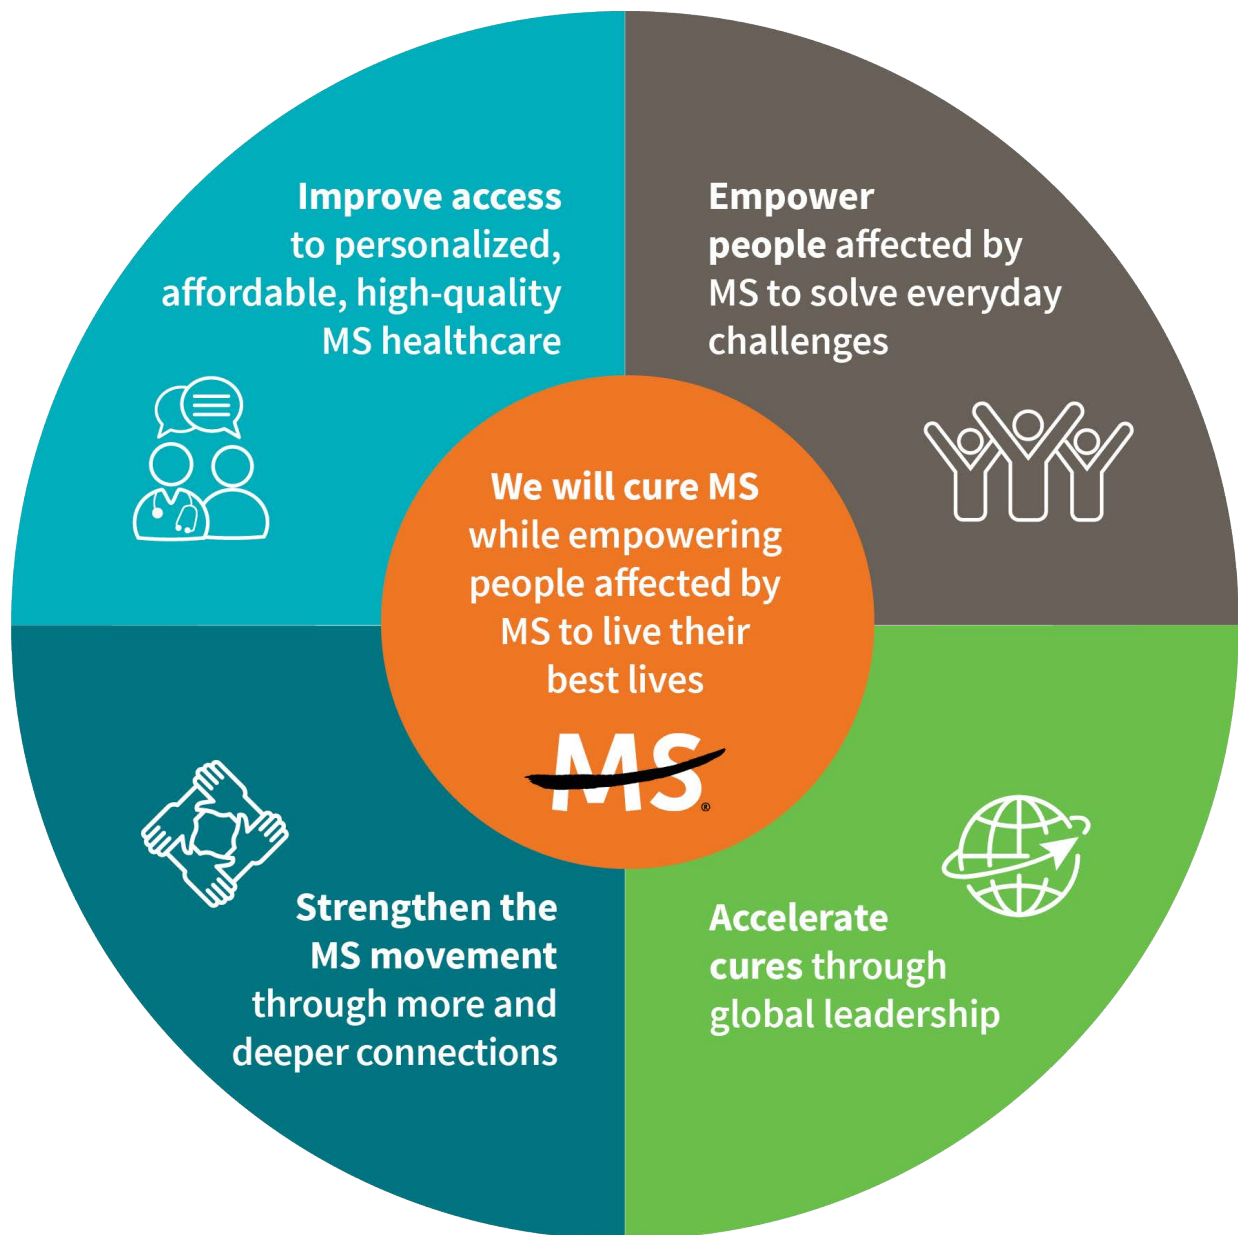 Improve access
to personalized,
affordable, high-quality
MS healthcare
Empower
people affected by
MS to solve everyday
challenges
We will cure MS
while empowering
people affected by
MS to live their
best lives
MS®
Strengthen the
MS movement
through more and
deeper connections
Accelerate
cures through
global leadership